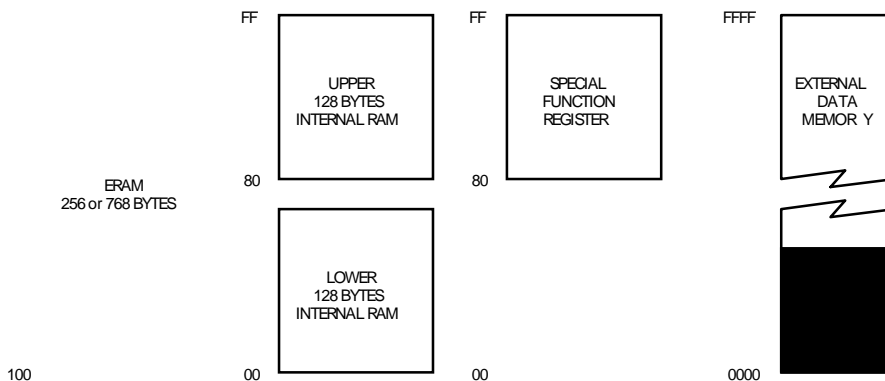 FF
FF
FFFF
UPPER
128 BYTES
INTERNAL RAM
SPECIAL
FUNCTION
REGISTER
EXTERNAL
DATA
MEMOR Y
ERAM
256 or 768 BYTES
80
80
LOWER
128 BYTES
INTERNAL RAM
100
00
00
0000